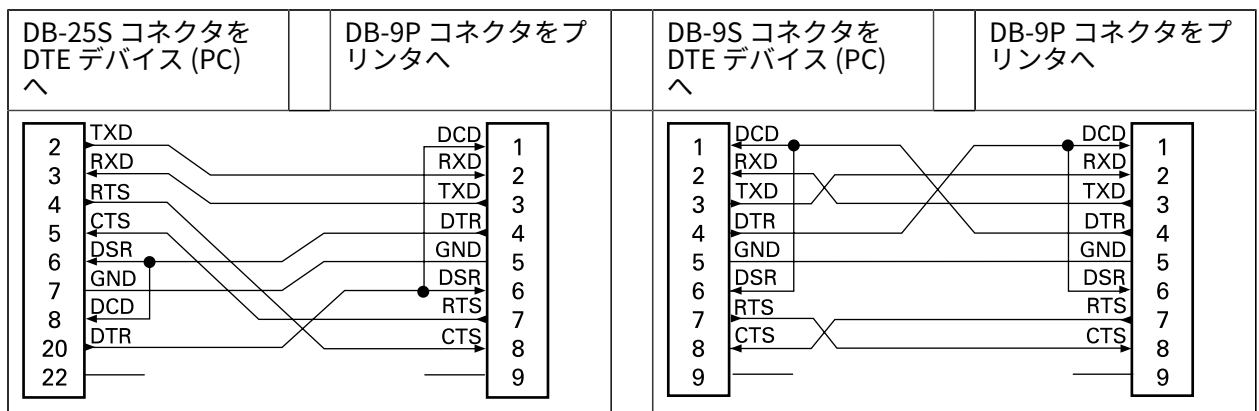 DB-25S コネクタを
DTE デバイス (PC)
へ
DB-9P コネクタをプ
リンタへ
DB-9S コネクタを
DTE デバイス (PC)
へ
DB-9P コネクタをプ
リンタへ
2 TXD DCD 1
3 RXD RXD 2
4 RTS TXD 3
5 CTS DTR 4
6 DSR GND 5
7 GND DSR 6
8 DCD RTS 7
20 DTR CTS 8
22 9
1 DCD DCD 1
2 RXD RXD 2
3 TXD TXD 3
4 DTR DTR 4
5 GND GND 5
6 DSR DSR 6
7 RTS RTS 7
8 CTS CTS 8
9 9